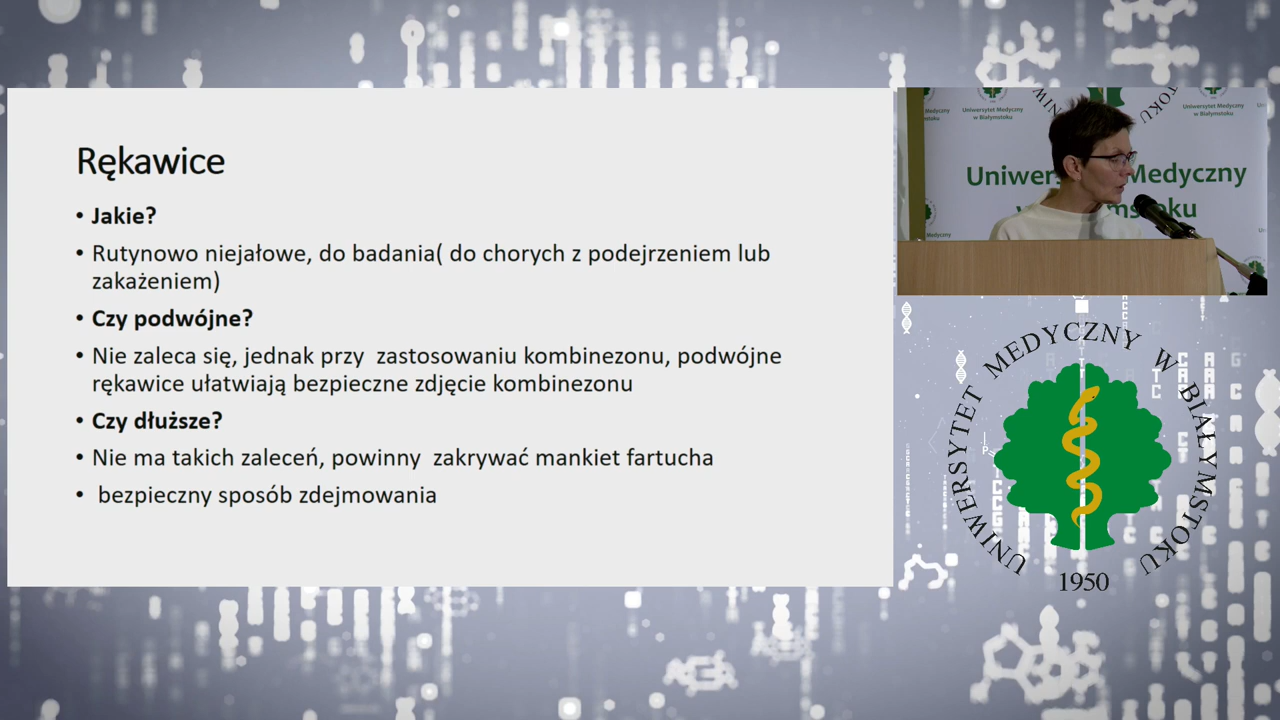 Rękawice
• Jakie?
• Rutynowo niejałowe, do badania( do chorych z podejrzeniem lub
zakażeniem)
• Czy podwójne?
• Nie zaleca się, jednak przy  zastosowaniu kombinezonu, podwójne
rękawice ułatwiają bezpieczne zdjęcie kombinezonu
• Czy dłuższe?
• Nie ma takich zaleceń, powinny  zakrywać mankiet fartucha
•  bezpieczny sposób zdejmowania
Uniwersytet Medyczny
w Białymstoku
Uniwersytet Medyczny
w Białymstoku
TOKU
Medyczny
UNIWERSYTET MEDYCZNY W BIAŁYMSTOKU
1950